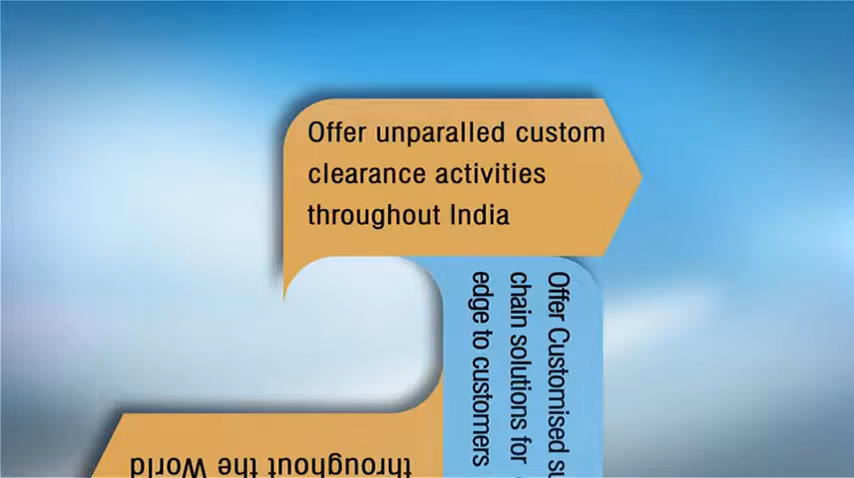 Offer unparalled custom
clearance activities
throughout India
Offer Customised
chain solutions for
edge to customers
throughout the World